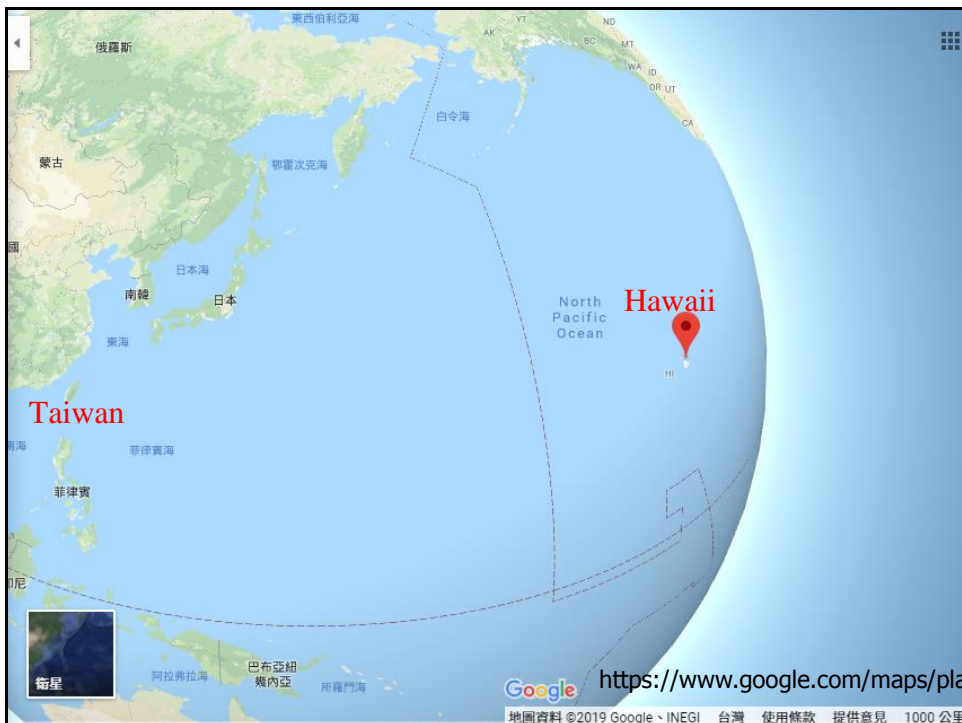 東西伯利亞海
YT
AK
ND
BC
MT
WA
ID
OR
UT
CA
俄羅斯
白令海
蒙古
鄂霍次克海
國
日本海
南韓
日本
東海
North
Pacific
Ocean
Hawaii
HI
Taiwan
南海
菲律賓海
菲律賓
印尼
衛星
阿拉弗拉海
巴布亞紐
幾內亞
所羅門海
Google
https://www.google.com/maps/pla
地圖資料 ©2019 Google、INEGI 台灣 使用條款 提供意見 1000 公里